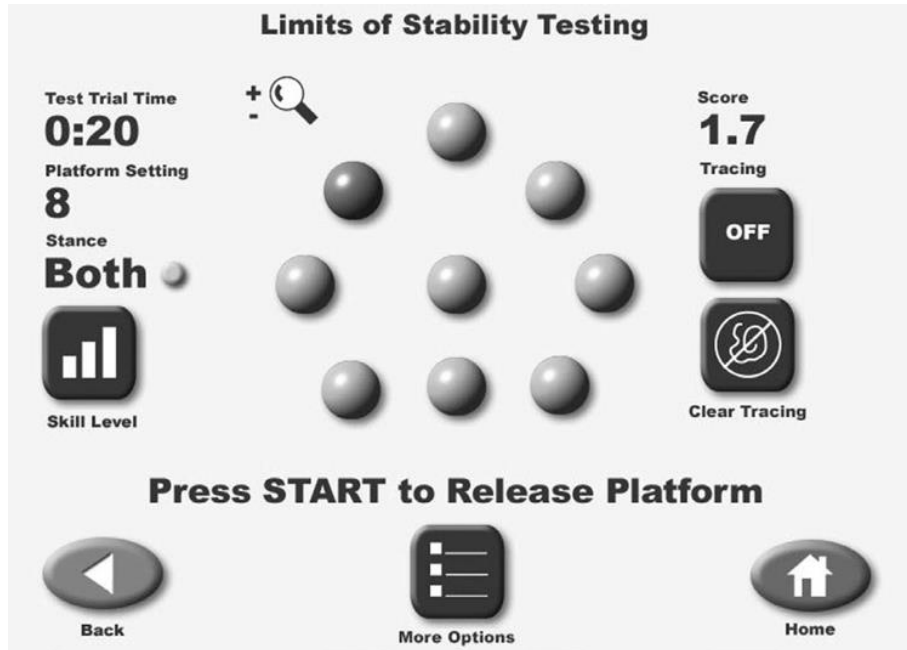 Limits of Stability Testing
Test Trial Time
0:20
Platform Setting
8
Stance
Both
Skill Level
+
-
Score
1.7
Tracing
OFF
Clear Tracing
Press START to Release Platform
Back
More Options
Home